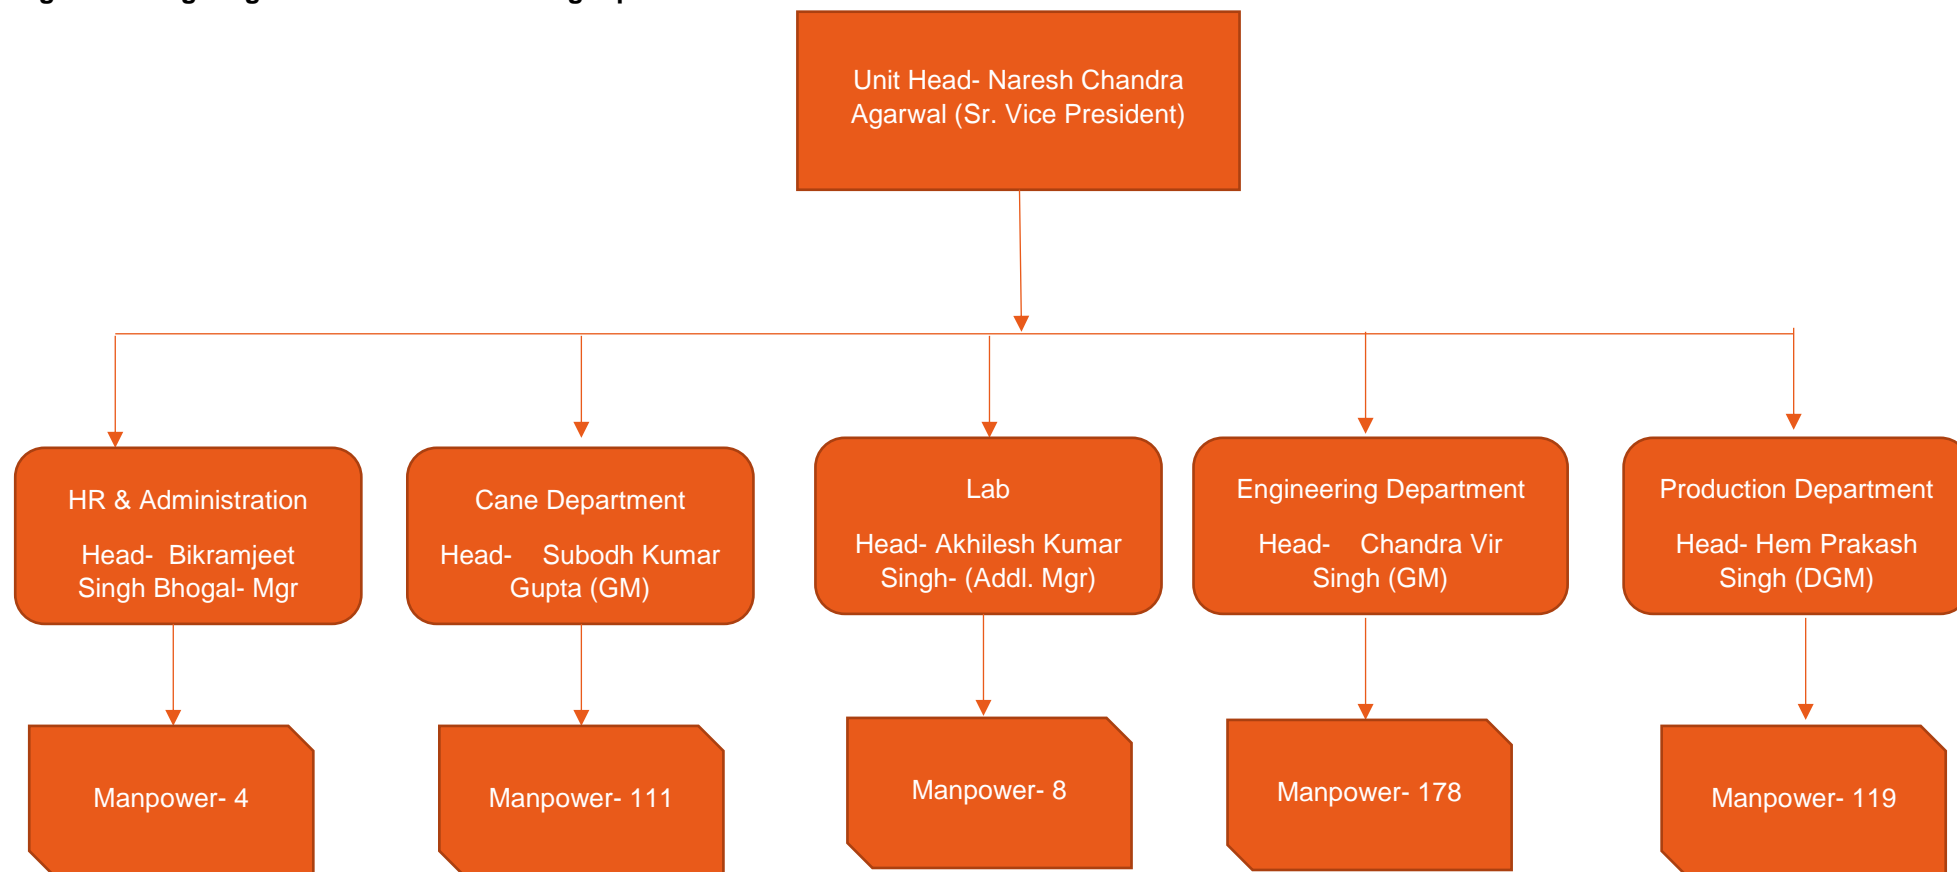 Unit Head- Naresh Chandra
Agarwal (Sr. Vice President)
HR & Administration
Head- Bikramjeet
Singh Bhogal- Mgr
Cane Department
Head- Subodh Kumar
Gupta (GM)
Lab
Head- Akhilesh Kumar
Singh- (Addl. Mgr)
Engineering Department
Head- Chandra Vir
Singh (GM)
Production Department
Head- Hem Prakash
Singh (DGM)
Manpower- 4
Manpower- 111
Manpower- 8
Manpower- 178
Manpower- 119